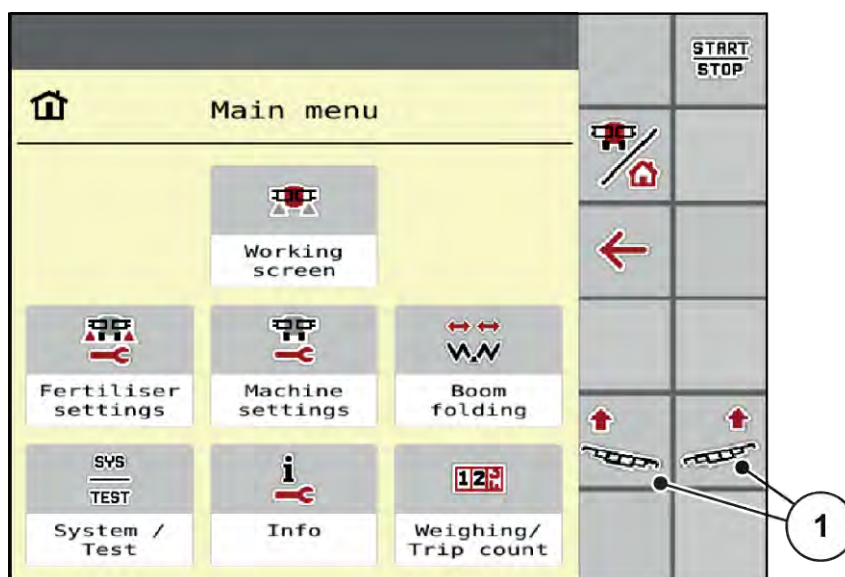 START
STOP
Main menu
Working
screen
Fertiliser
settings
Machine
settings
Boom
folding
SYS
TEST
System /
Test
i
Info
123
Weighing/
Trip count
1